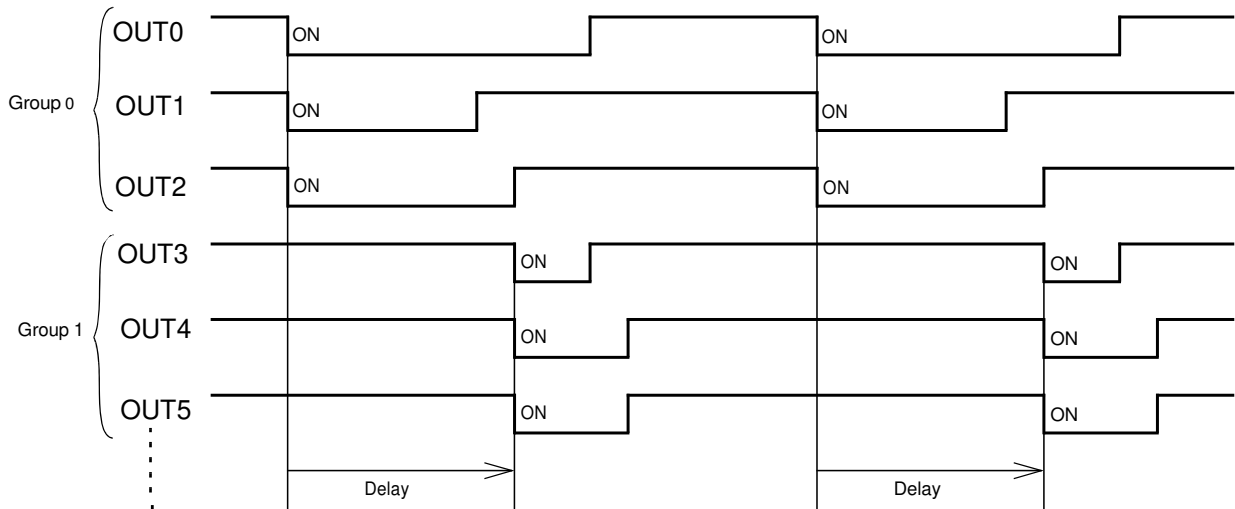 OUT0 ON ON
Group 0
OUT1 ON ON
OUT2 ON ON
OUT3 ON ON
Group 1
OUT4 ON ON
OUT5 ON ON
Delay Delay